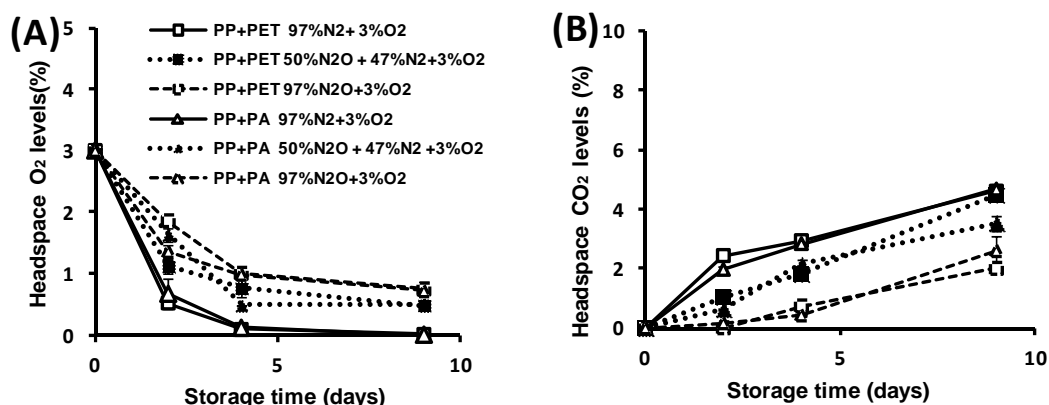 (A)
Headspace O2 levels(%)
5
4
3
2
1
0
PP+PET 97%N2+ 3%O2
PP+PET 50%N2O + 47%N2+3%O2
PP+PET 97%N2O+3%O2
PP+PA 97%N2+3%O2
PP+PA 50%N2O + 47%N2 +3%O2
PP+PA 97%N2O+3%O2
0 5 10
Storage time (days)
(B)
Headspace CO2 levels (%)
10
8
6
4
2
0
0 5 10
Storage time (days)